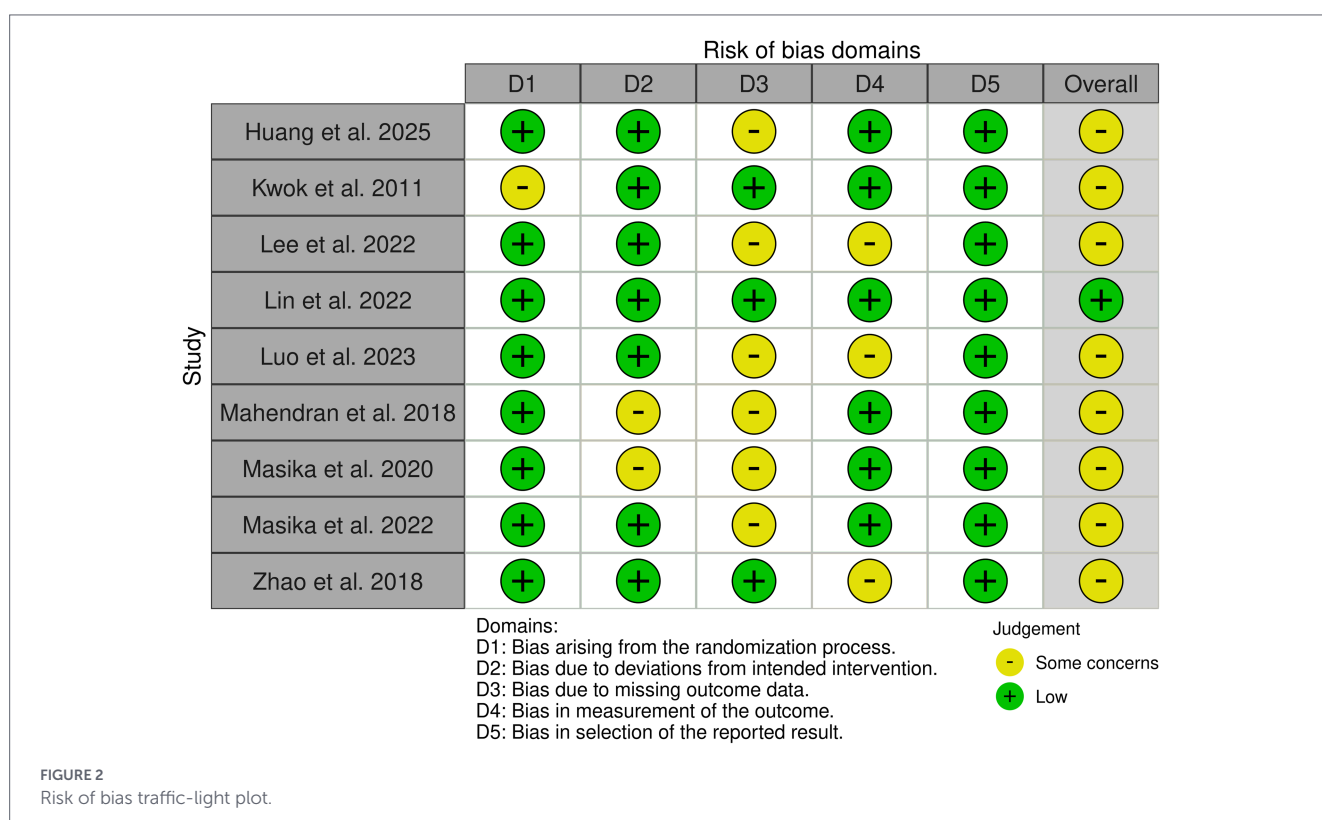 Risk of bias domains
D1 D2 D3 D4 D5 Overall
Study
Huang et al. 2025 + + - + + -
Kwok et al. 2011 - + + + + -
Lee et al. 2022 + + - - + -
Lin et al. 2022 + + + + + +
Luo et al. 2023 + + - - + -
Mahendran et al. 2018 + - - + + -
Masika et al. 2020 + - - + + -
Masika et al. 2022 + + - + + -
Zhao et al. 2018 + + + - + -
Domains:
D1: Bias arising from the randomization process.
D2: Bias due to deviations from intended intervention.
D3: Bias due to missing outcome data.
D4: Bias in measurement of the outcome.
D5: Bias in selection of the reported result.
Judgement
- Some concerns
+ Low
FIGURE 2
Risk of bias traffic-light plot.